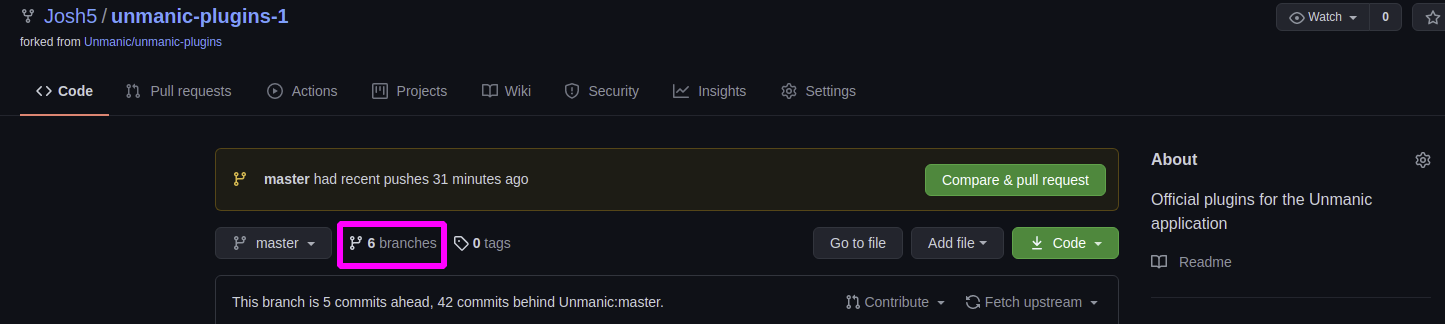 Josh5 / unmanic-plugins-1
Watch 0
forked from Unmanic/unmanic-plugins
Code Pull requests Actions Projects Wiki Security Insights Settings
master had recent pushes 31 minutes ago
Compare & pull request
master 6 branches 0 tags
Go to file Add file Code
This branch is 5 commits ahead, 42 commits behind Unmanic:master.
Contribute Fetch upstream
About
Official plugins for the Unmanic
application
Readme